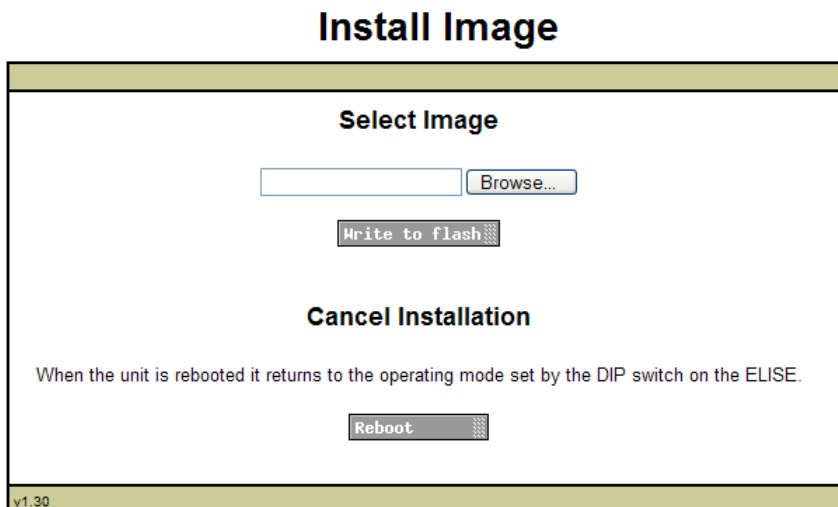 Install Image
Select Image
Browse...
Write to flash
Cancel Installation
When the unit is rebooted it returns to the operating mode set by the DIP switch on the ELISE.
Reboot
v1.30